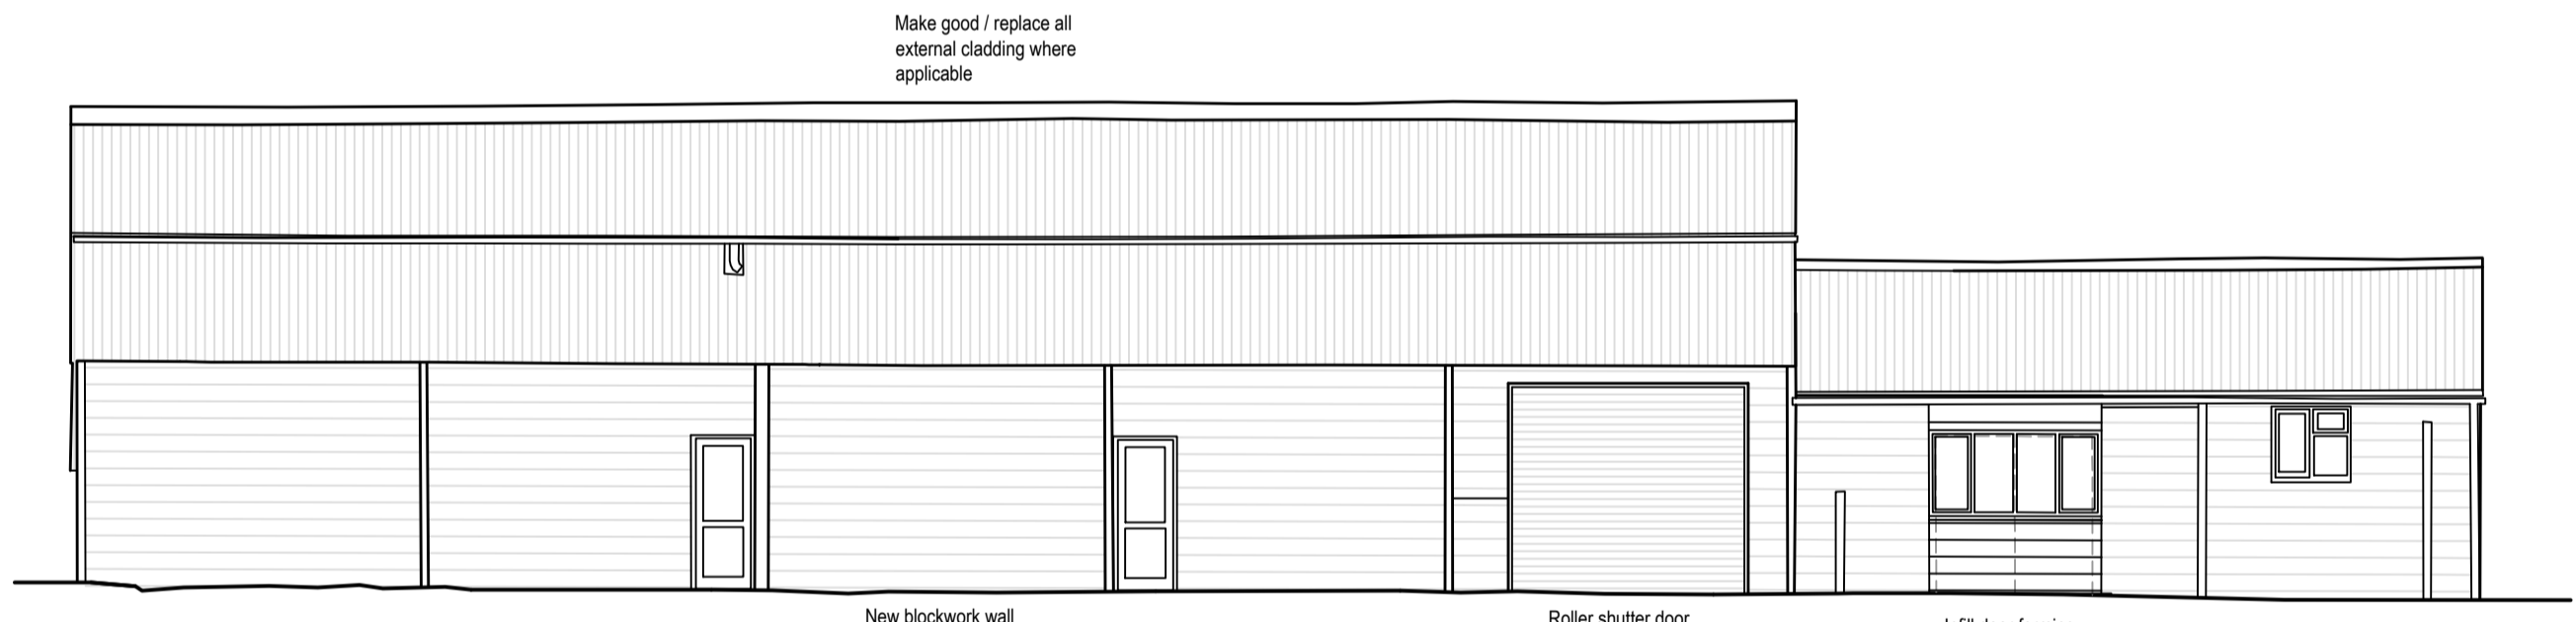 Make good / replace all
external cladding where
applicable
New blockwork wall
Roller shutter door